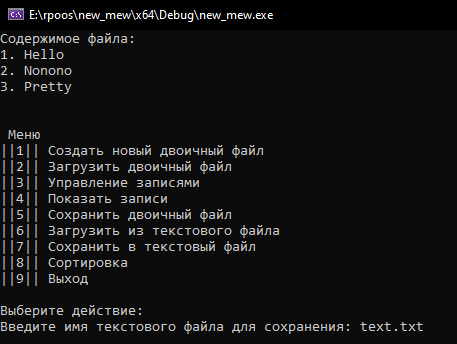 E:\rpoos\new_mew\x64\Debug\new_mew.exe
Содержимое файла:
1. Hello
2. Nonono
3. Pretty
Меню
||1|| Создать новый двоичный файл
||2|| Загрузить двоичный файл
||3|| Управление записями
||4|| Показать записи
||5|| Сохранить двоичный файл
||6|| Загрузить из текстового файла
||7|| Сохранить в текстовый файл
||8|| Сортировка
||9|| Выход
Выберите действие:
Введите имя текстового файла для сохранения: text.txt